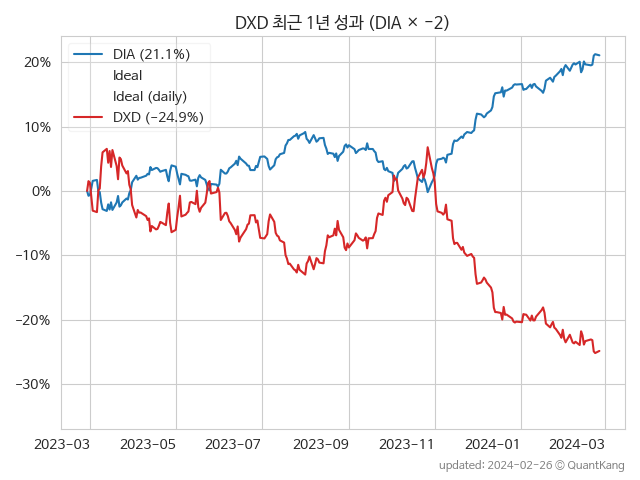 DXD 최근 1년 성과 (DIA × −2)
DIA (21.1%)
Ideal
Ideal (daily)
DXD (−24.9%)
20%
10%
0%
−10%
−20%
−30%
2023−03 2023−05 2023−07 2023−09 2023−11 2024−01 2024−03
updated: 2024−02−26 © QuantKang